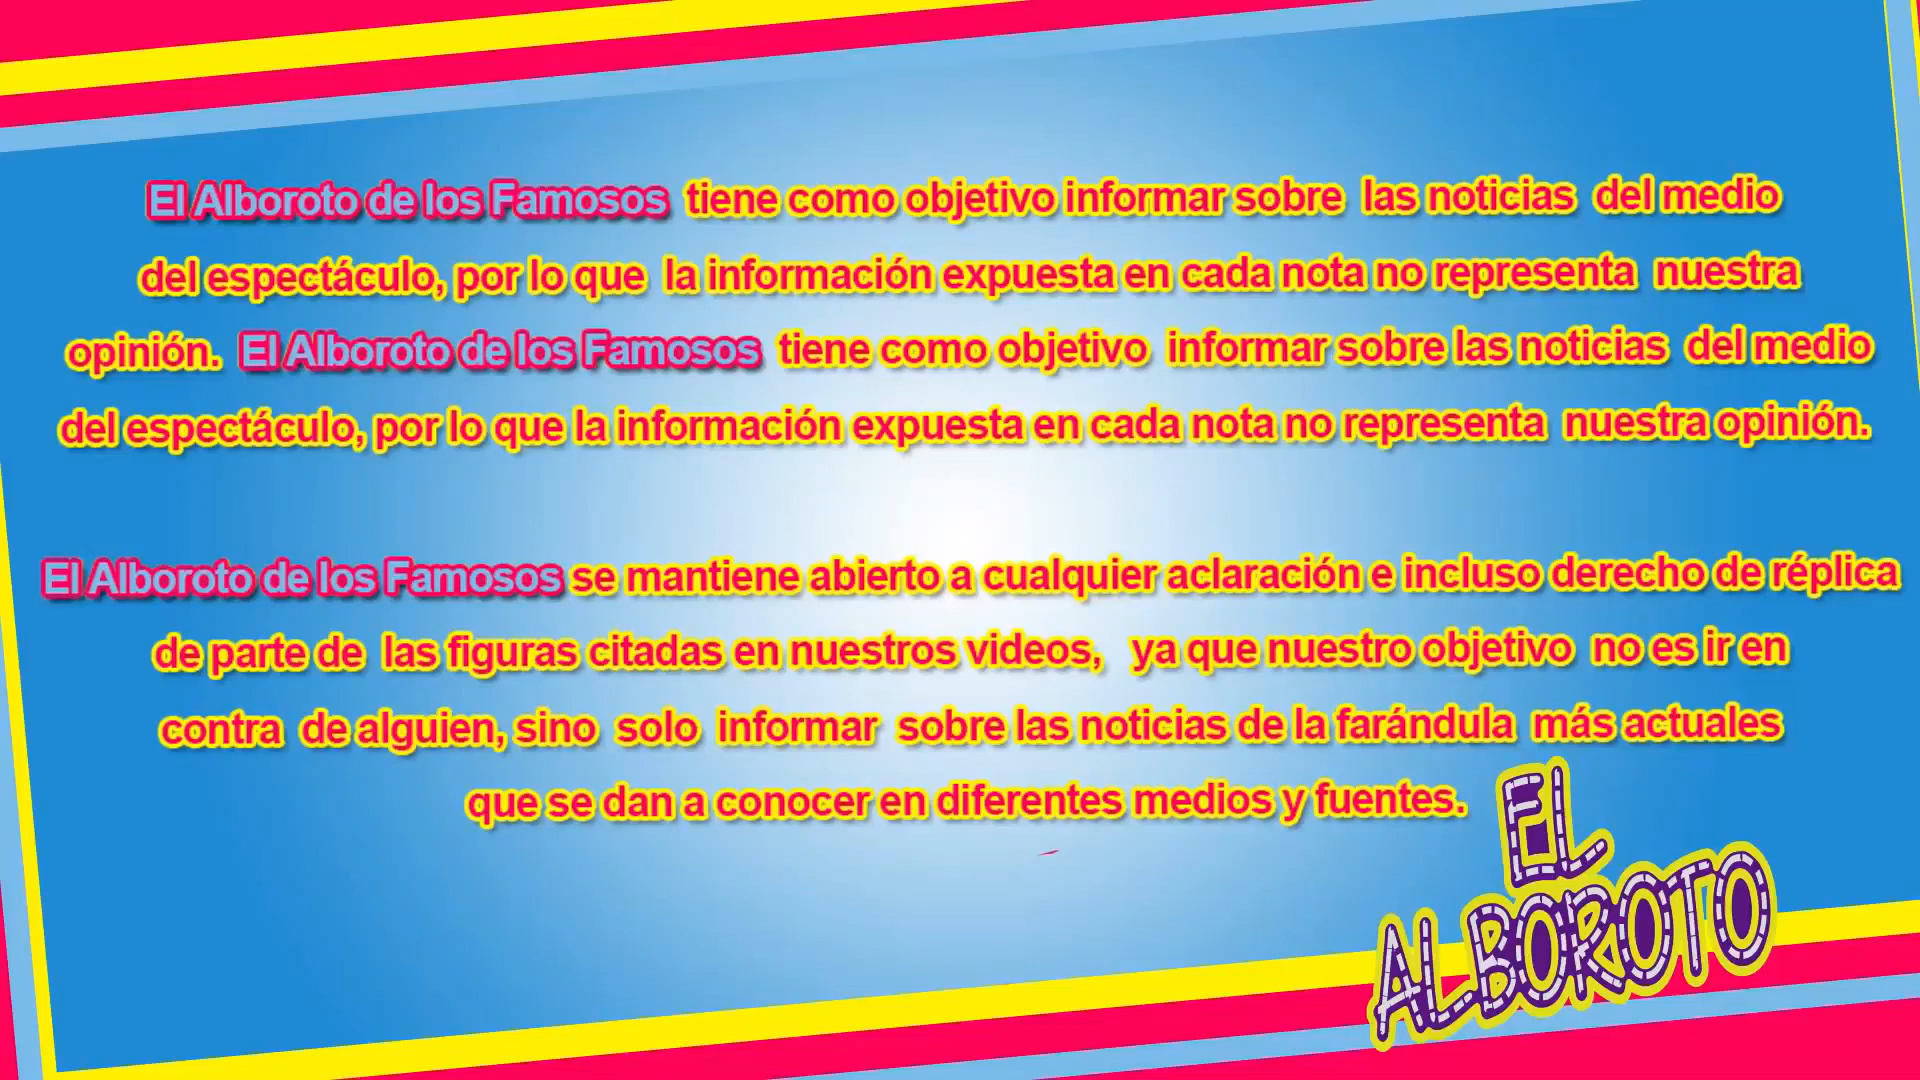 El Alboroto de los Famosos tiene como objetivo informar sobre las noticias del medio
del espectáculo, por lo que la información expuesta en cada nota no representa nuestra
opinión. El Alboroto de los Famosos tiene como objetivo informar sobre las noticias del medio
del espectáculo, por lo que la información expuesta en cada nota no representa nuestra opinión.
El Alboroto de los Famosos se mantiene abierto a cualquier aclaración e incluso derecho de réplica
de parte de las figuras citadas en nuestros videos, ya que nuestro objetivo no es ir en
contra de alguien, sino solo informar sobre las noticias de la farándula más actuales
que se dan a conocer en diferentes medios y fuentes.
EL
ALBOROTO